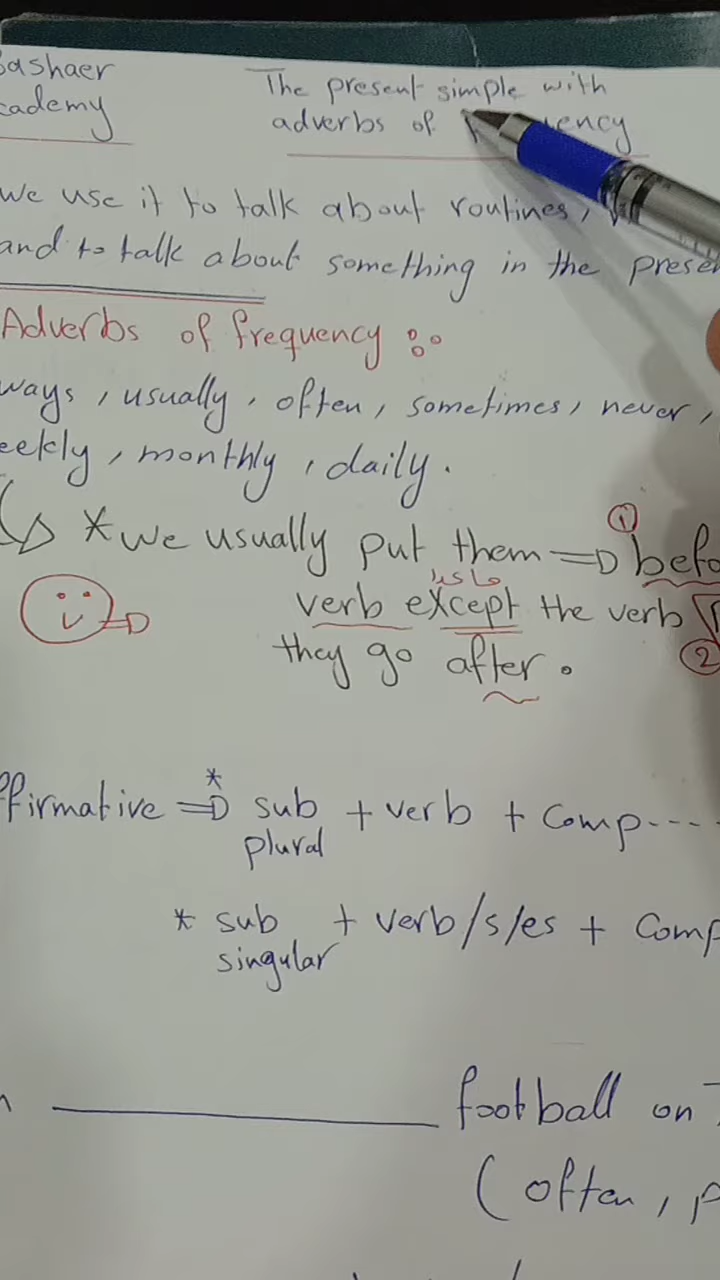 Bashaer
The present simple with
adverbs of
We use it to talk about routines,
and to talk about something in the presen
Adverbs of frequency :
ways, usually, often, sometimes, never,
eekly, monthly, daily.
* We usually put them ⇒ ① befo
ماعدا
verb except the verb
② they go after.
ffirmative ⇒ * sub + verb + Comp....
plural
* sub + verb/s/es + Comp
singular
football on
(often, p